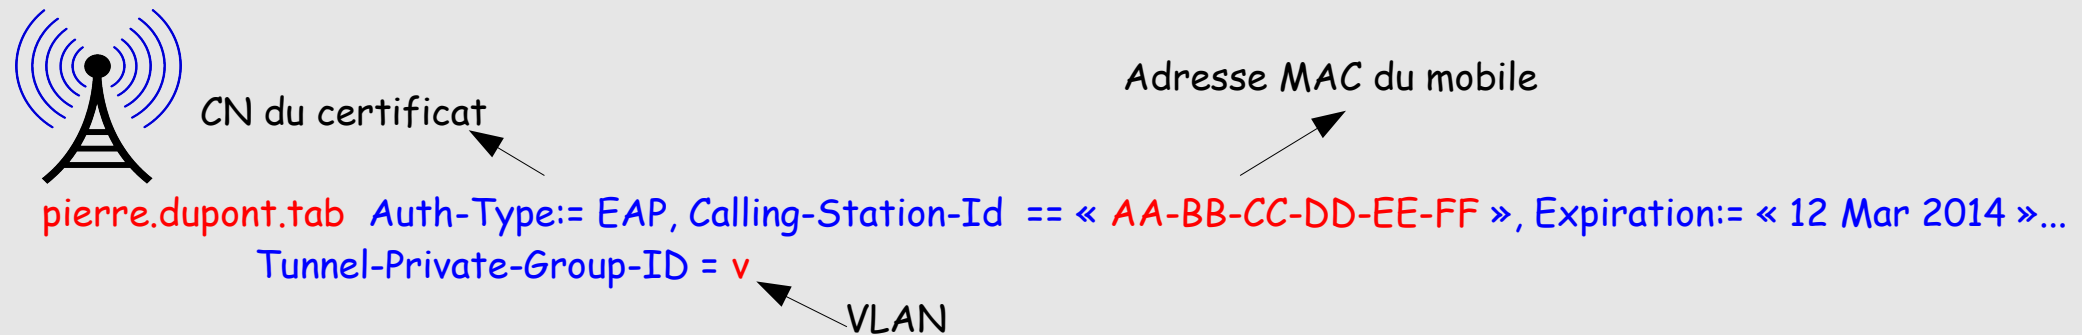 Adresse MAC du mobile
CN du certificat
pierre.dupont.tab Auth-Type:= EAP, Calling-Station-Id == « AA-BB-CC-DD-EE-FF », Expiration:= « 12 Mar 2014 »...
Tunnel-Private-Group-ID = v
VLAN